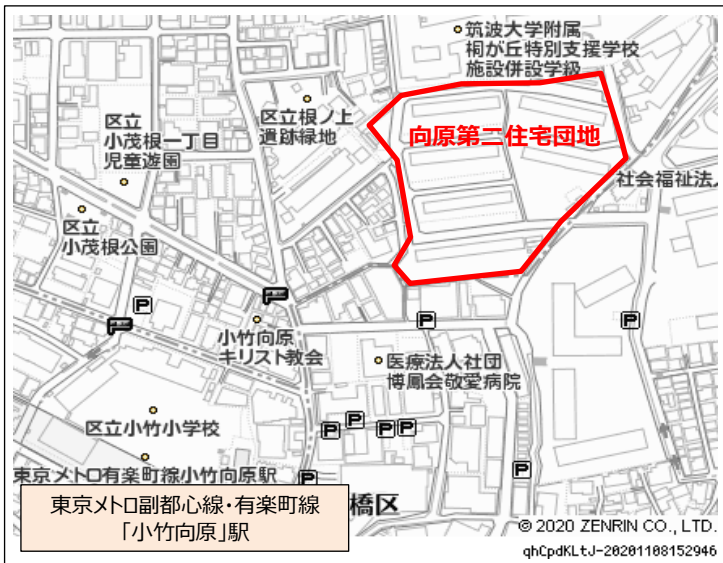 筑波大学附属
桐が丘特別支援学校
施設併設学級
区立根ノ上
遺跡緑地
区立
小茂根一丁目
児童遊園
向原第二住宅団地
社会福祉法人
区立
小茂根公園
P
小竹向原
キリスト教会
P
P
医療法人社団
博鳳会敬愛病院
区立小竹小学校
P
P
P
P
東京メトロ有楽町線小竹向原駅
P
P
東京メトロ副都心線・有楽町線
「小竹向原」駅
橋区
© 2020 ZENRIN CO., LTD.
qhCpdKLtJ-20201108152946